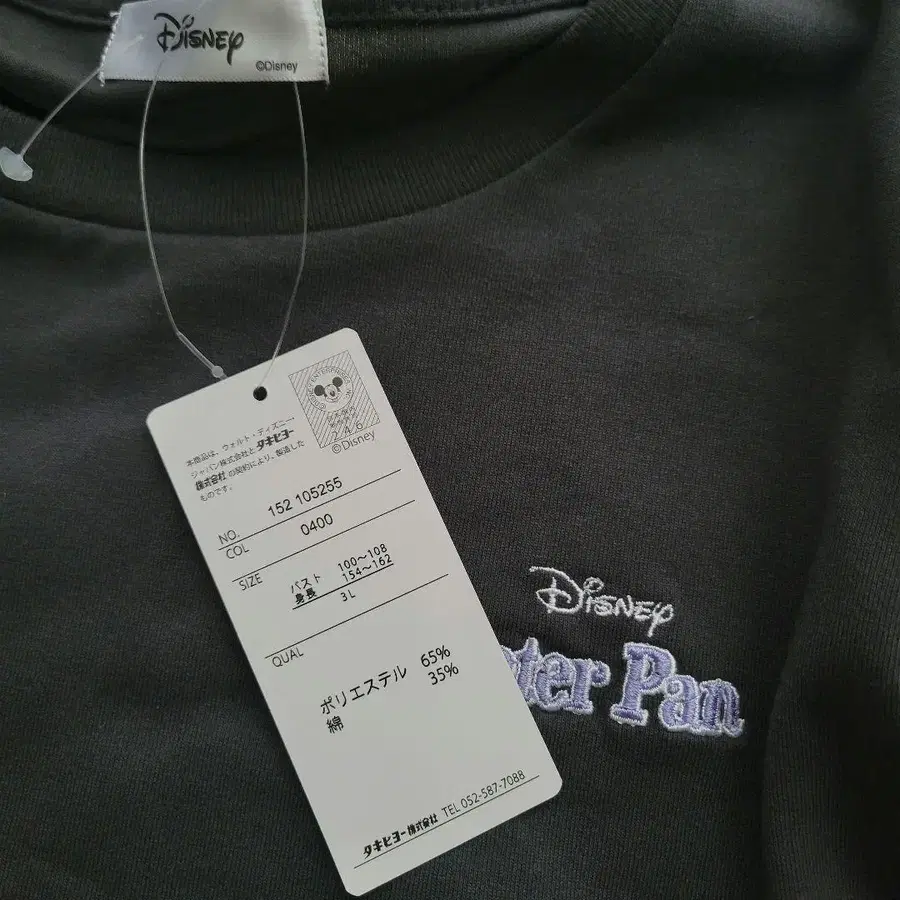 Disney
©Disney
2 4 6
©Disney
本商品は、ウォルト・ディズニー・
ジャパン株式会社とタキヒヨー
株式会社の契約により、製造した
ものです。
NO. 152 105255
COL 0400
SIZE バスト 100～108
身長 154～162
3L
QUAL
ポリエステル 65%
綿 35%
タキヒヨー株式会社 TEL 052-587-7088
Disney
ter Pan